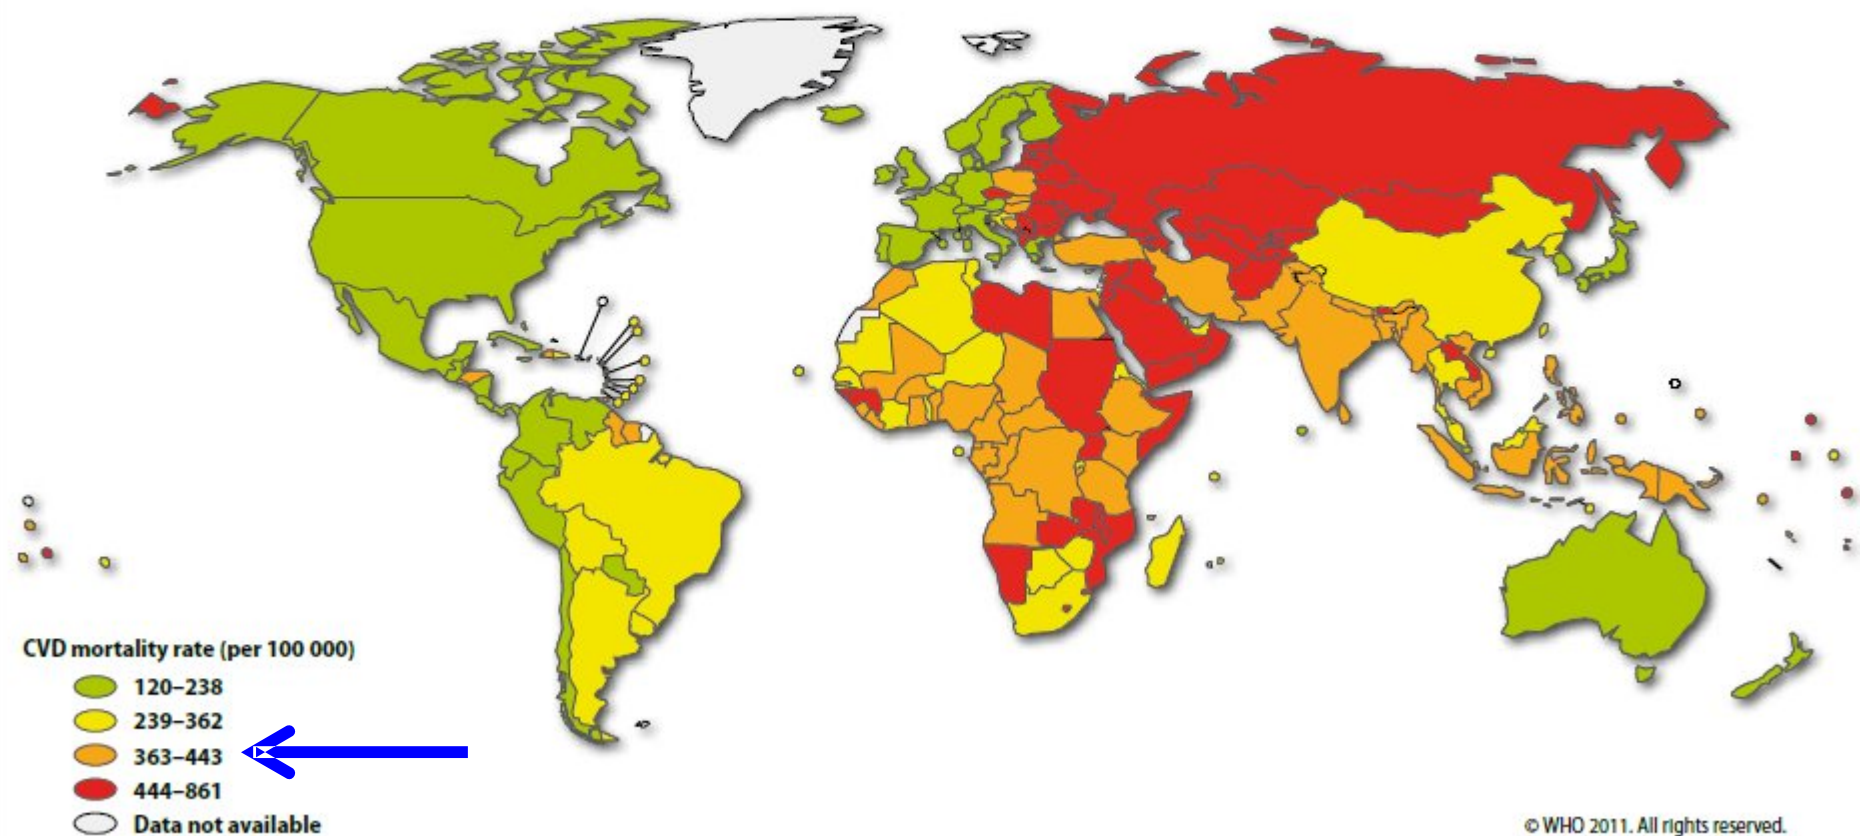 CVD mortality rate (per 100 000)
120–238
239–362
363–443
444–861
Data not available
© WHO 2011. All rights reserved.